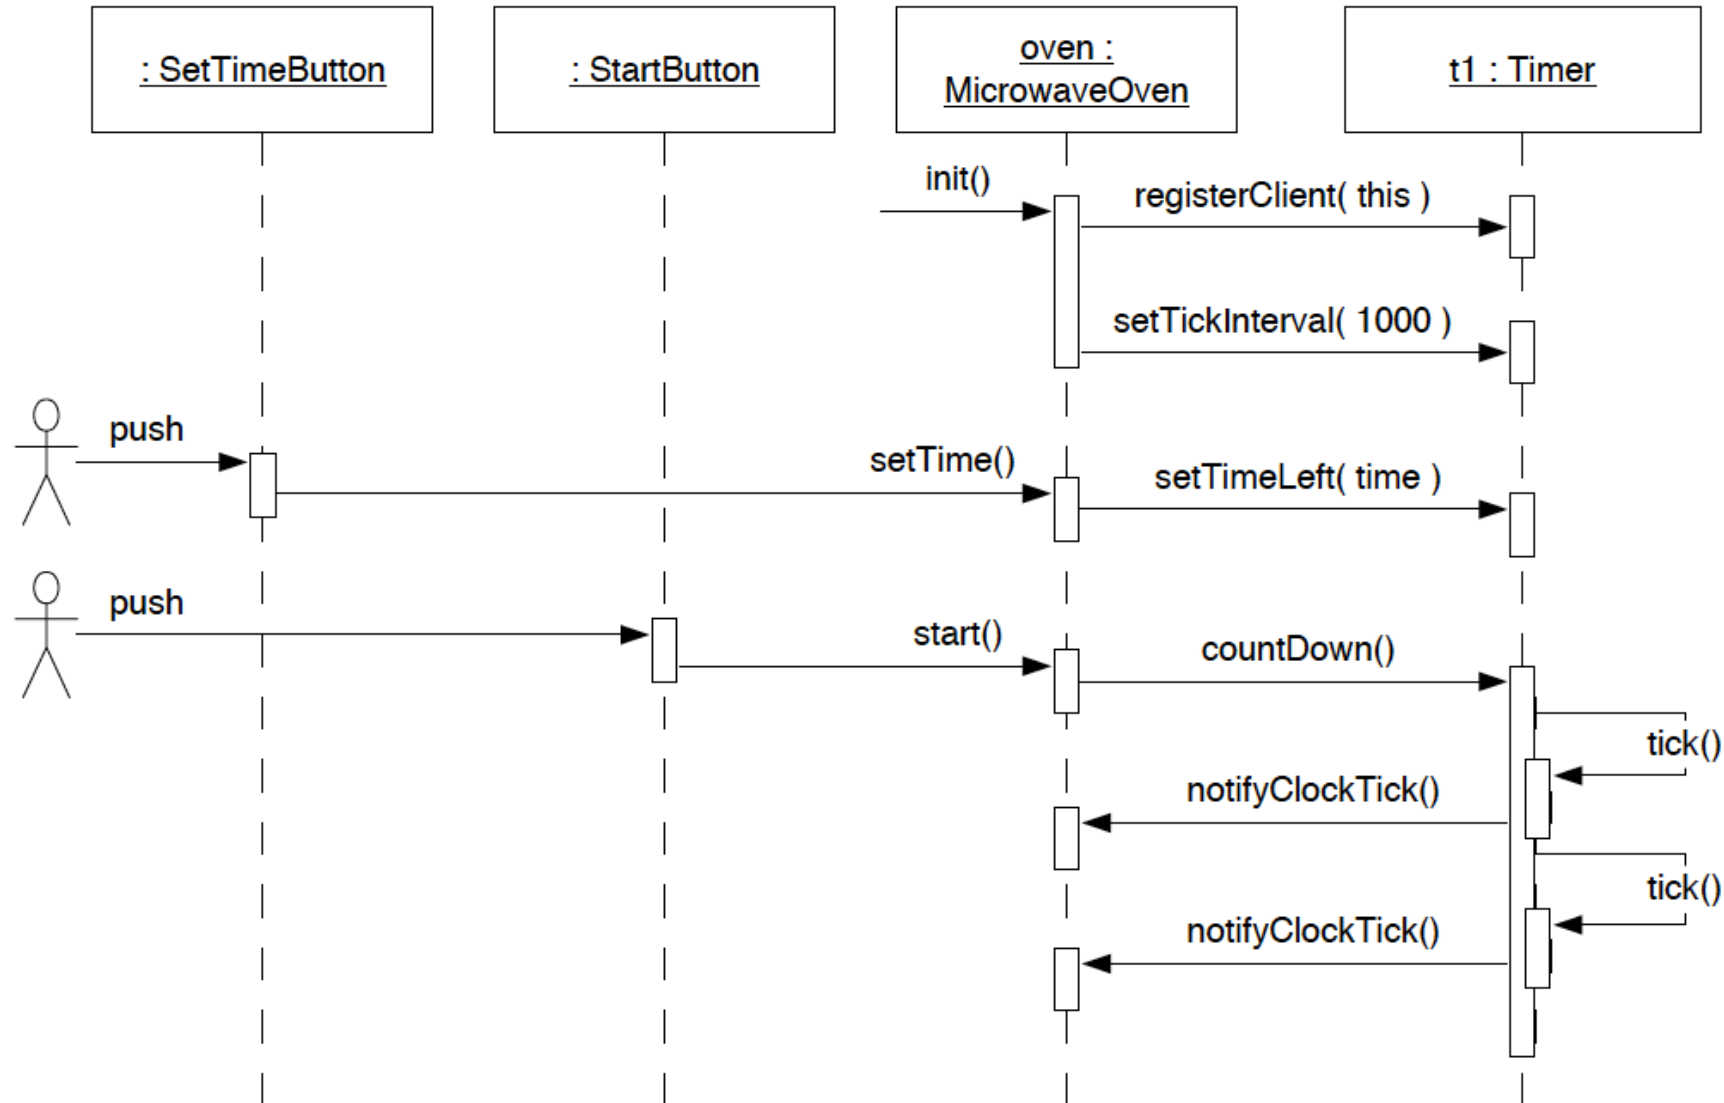 : SetTimeButton
: StartButton
oven :
MicrowaveOven
t1 : Timer
init()
registerClient( this )
setTickInterval( 1000 )
push
setTime()
setTimeLeft( time )
push
start()
countDown()
tick()
notifyClockTick()
tick()
notifyClockTick()